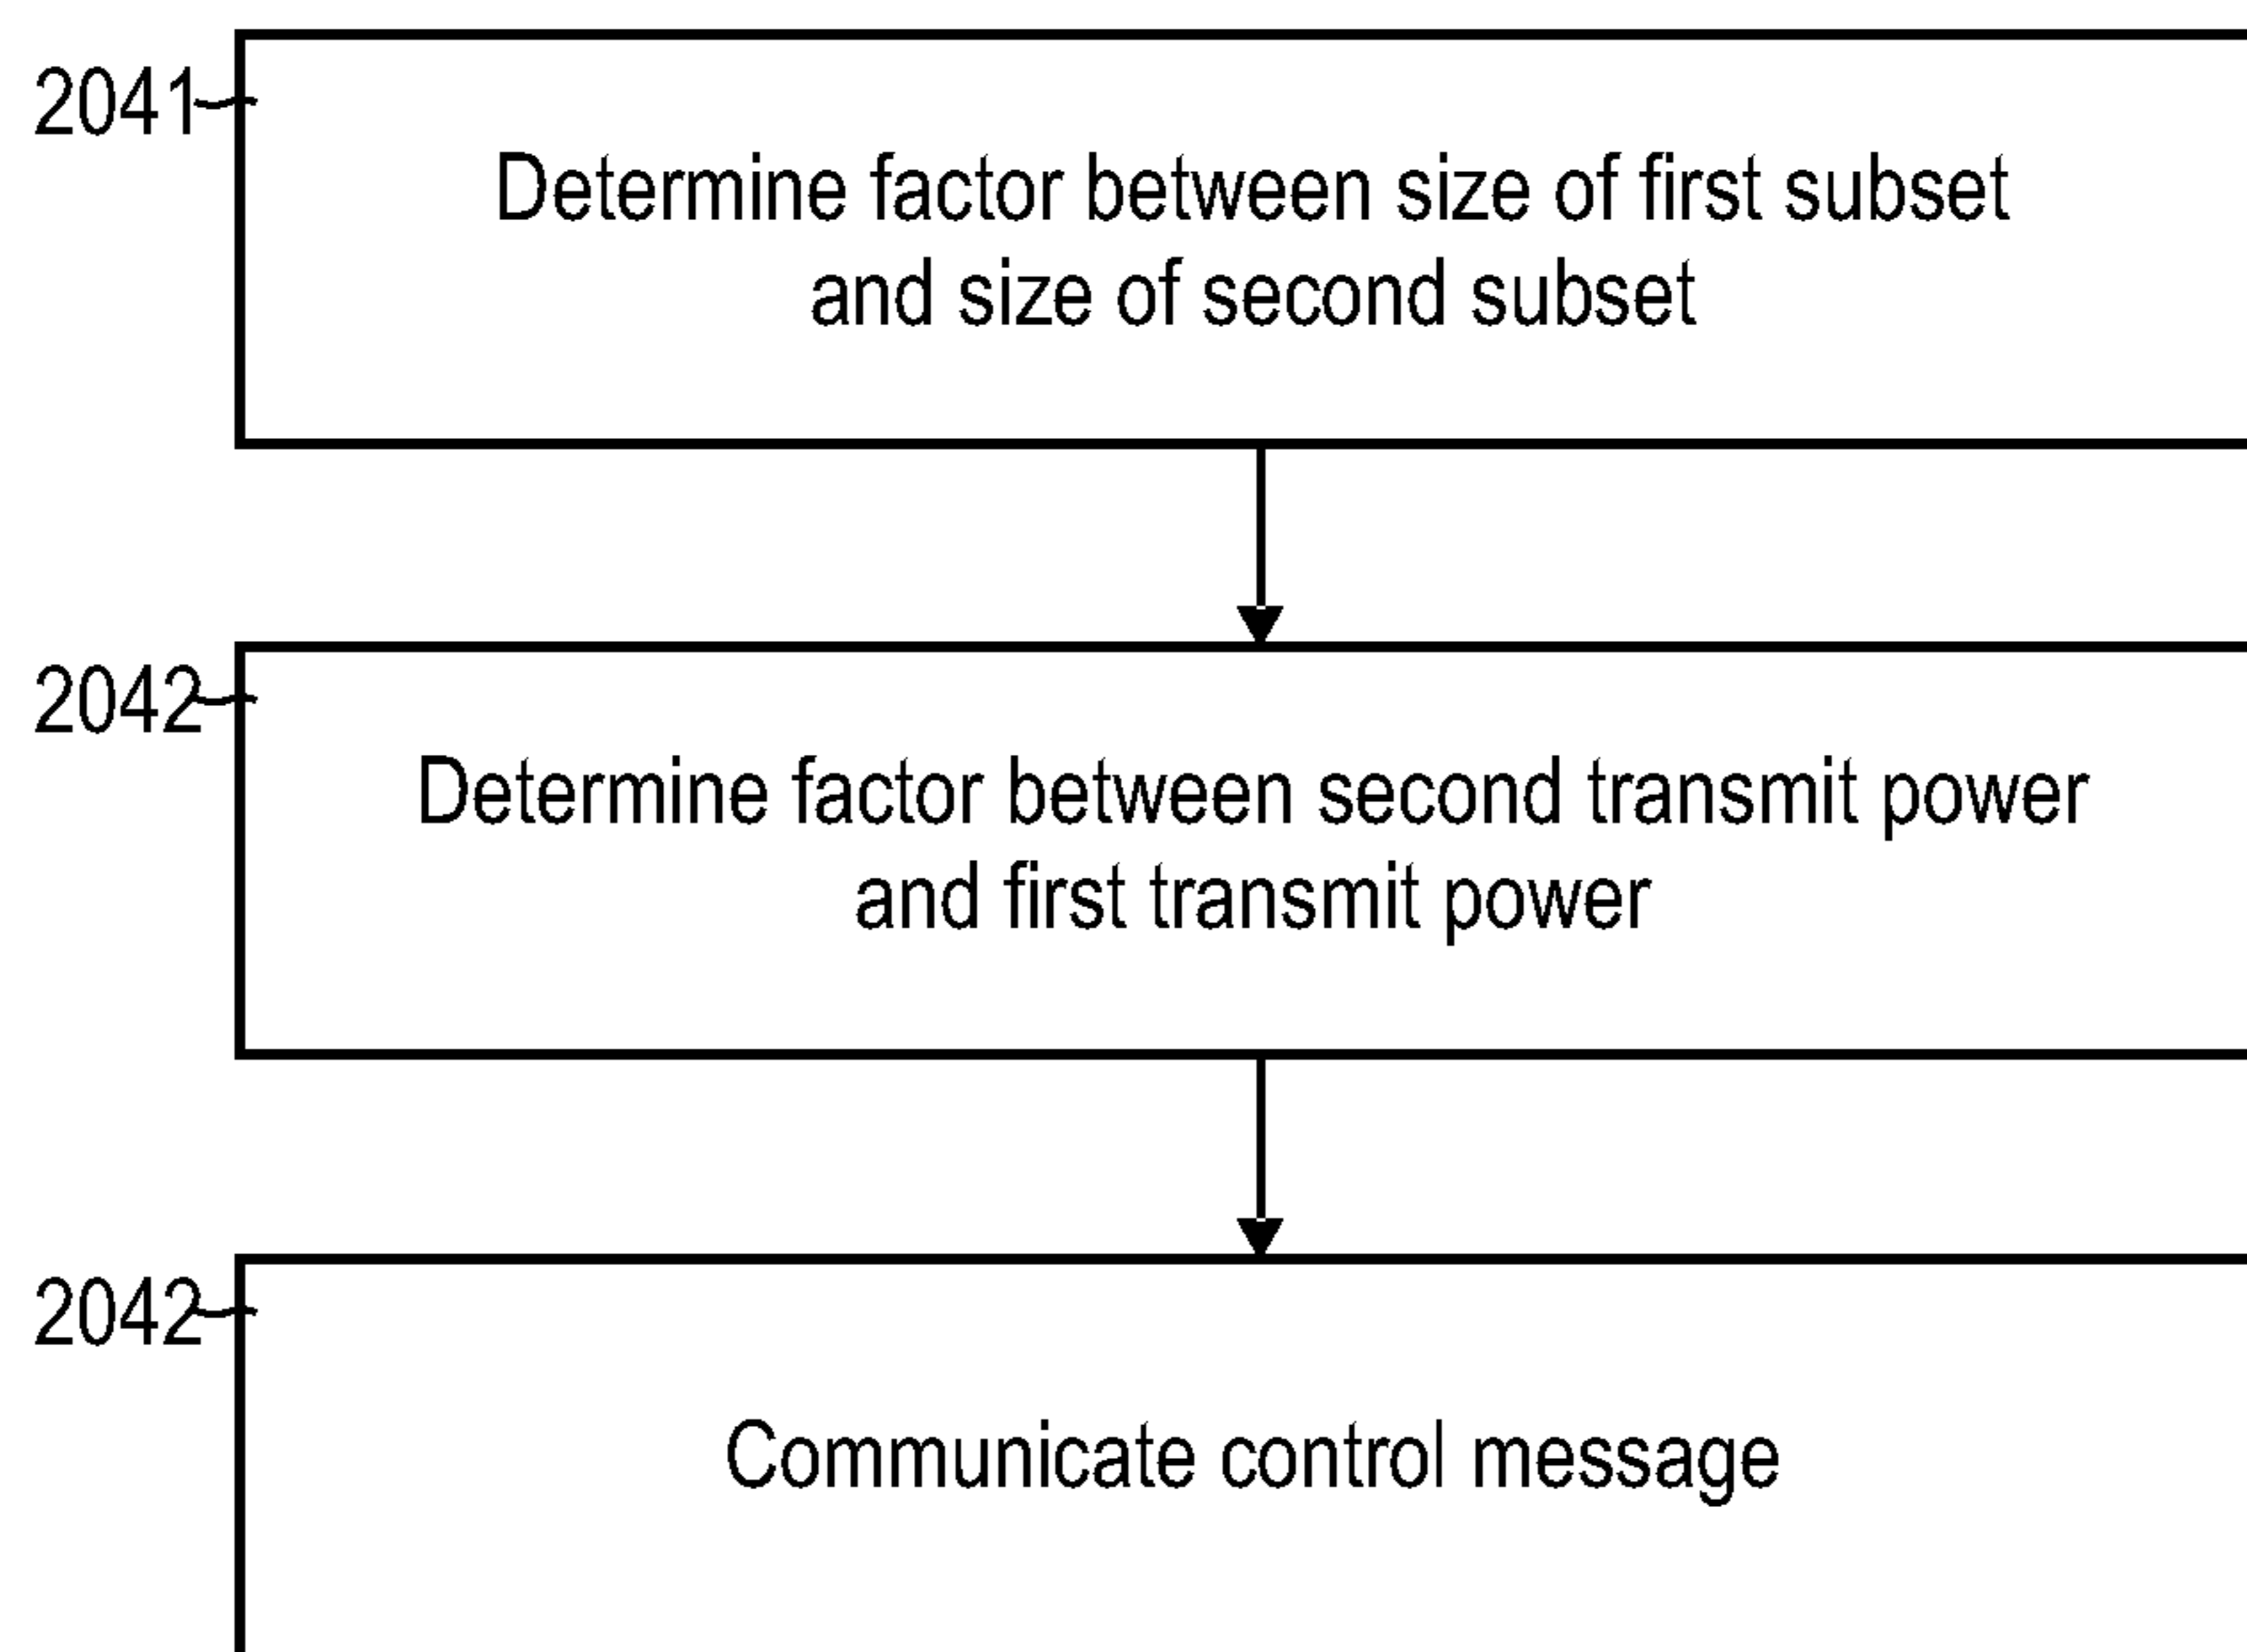 2041
Determine factor between size of first subset
and size of second subset
2042
Determine factor between second transmit power
and first transmit power
2042
Communicate control message